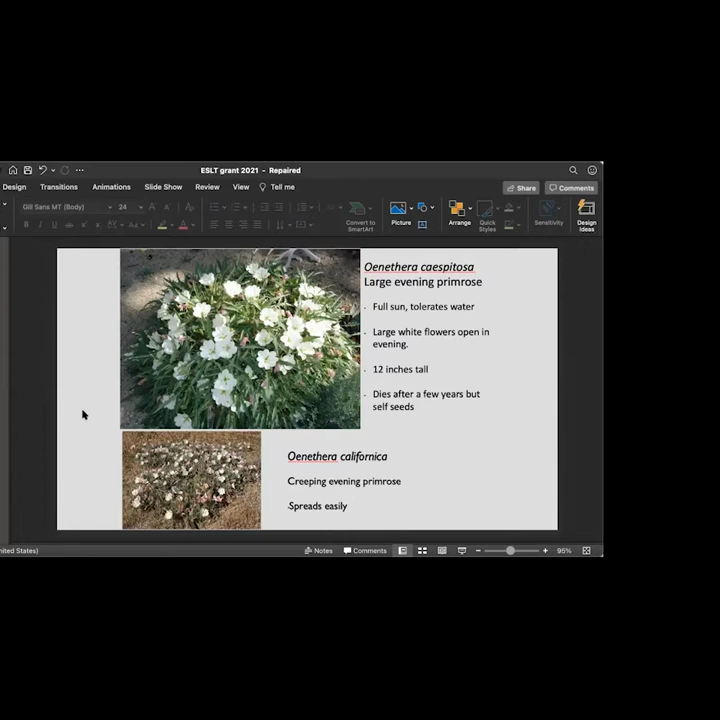 ESLT grant 2021 - Repaired
Design Transitions Animations Slide Show Review View Tell me Share Comments
Gill Sans MT (Body) 24
Convert to SmartArt
Picture
Arrange
Quick Styles
Sensitivity
Design Ideas
Oenethera caespitosa
Large evening primrose
Full sun, tolerates water
Large white flowers open in
evening.
12 inches tall
Dies after a few years but
self seeds
Oenethera californica
Creeping evening primrose
Spreads easily
nited States) Notes Comments 95%